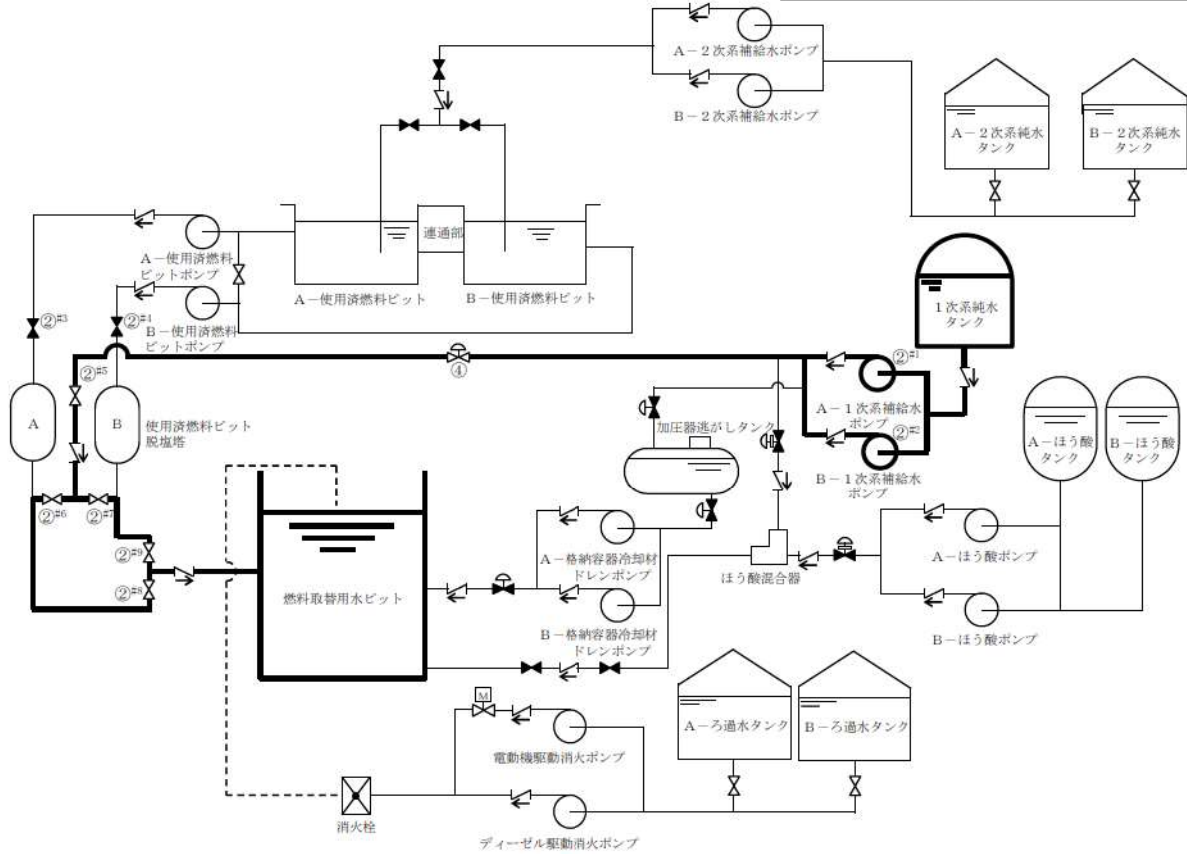 A-2次系補給水ポンプ
B-2次系補給水ポンプ
A-2次系純水
タンク
B-2次系純水
タンク
連通部
A-使用済燃料
ピットポンプ
A-使用済燃料ピット
B-使用済燃料ピット
1次系純水
タンク
②#3
②#4
B-使用済燃料
ピットポンプ
②#5
④
②#1
A
B
使用済燃料ピット
脱塩塔
加圧器逃がしタンク
A-1次系補給水
ポンプ
②#2
B-1次系補給水
ポンプ
A-ほう酸
タンク
B-ほう酸
タンク
②#6
②#7
②#9
②#8
燃料取替用水ピット
A-格納容器冷却材
ドレンポンプ
B-格納容器冷却材
ドレンポンプ
ほう酸混合器
A-ほう酸ポンプ
B-ほう酸ポンプ
M
電動機駆動消火ポンプ
A-ろ過水タンク
B-ろ過水タンク
消火栓
ディーゼル駆動消火ポンプ